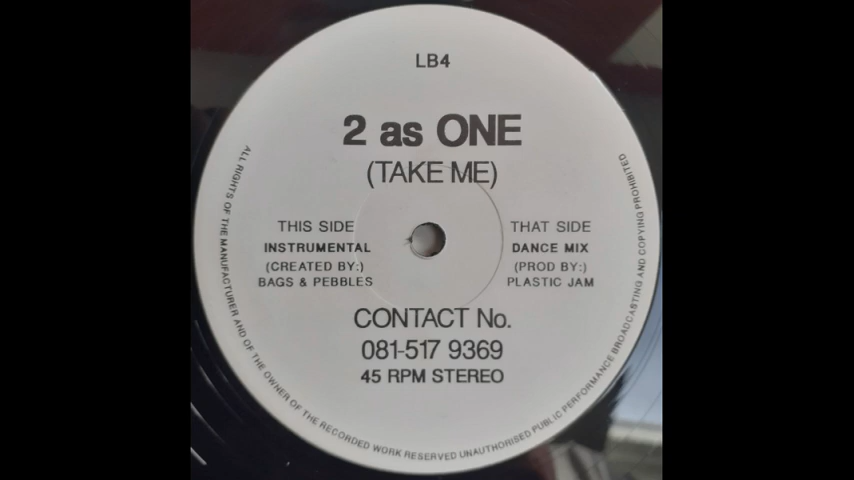 LB4
2 as ONE
(TAKE ME)
THIS SIDE
INSTRUMENTAL
(CREATED BY:)
BAGS & PEBBLES
THAT SIDE
DANCE MIX
(PROD BY:)
PLASTIC JAM
CONTACT No.
081-517 9369
45 RPM STEREO
ALL RIGHTS OF THE MANUFACTURER AND OF THE OWNER OF THE RECORDED WORK RESERVED UNAUTHORISED PUBLIC PERFORMANCE BROADCASTING AND COPYING PROHIBITED